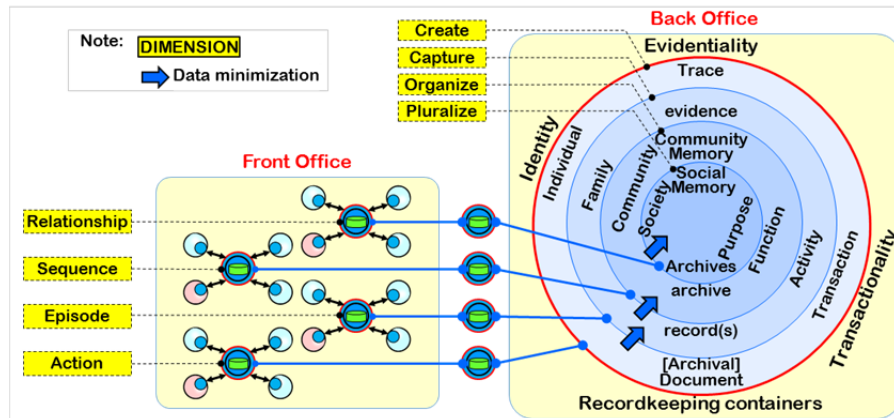 Note:
DIMENSION
Data minimization
Create
Capture
Organize
Pluralize
Back Office
Evidentiality
Trace
evidence
Community
Memory
Social
Memory
Identity
Individual
Family
Community
Society
Purpose
Function
Activity
Transaction
Transactionality
Archives
archive
record(s)
[Archival]
Document
Recordkeeping containers
Front Office
Relationship
Sequence
Episode
Action